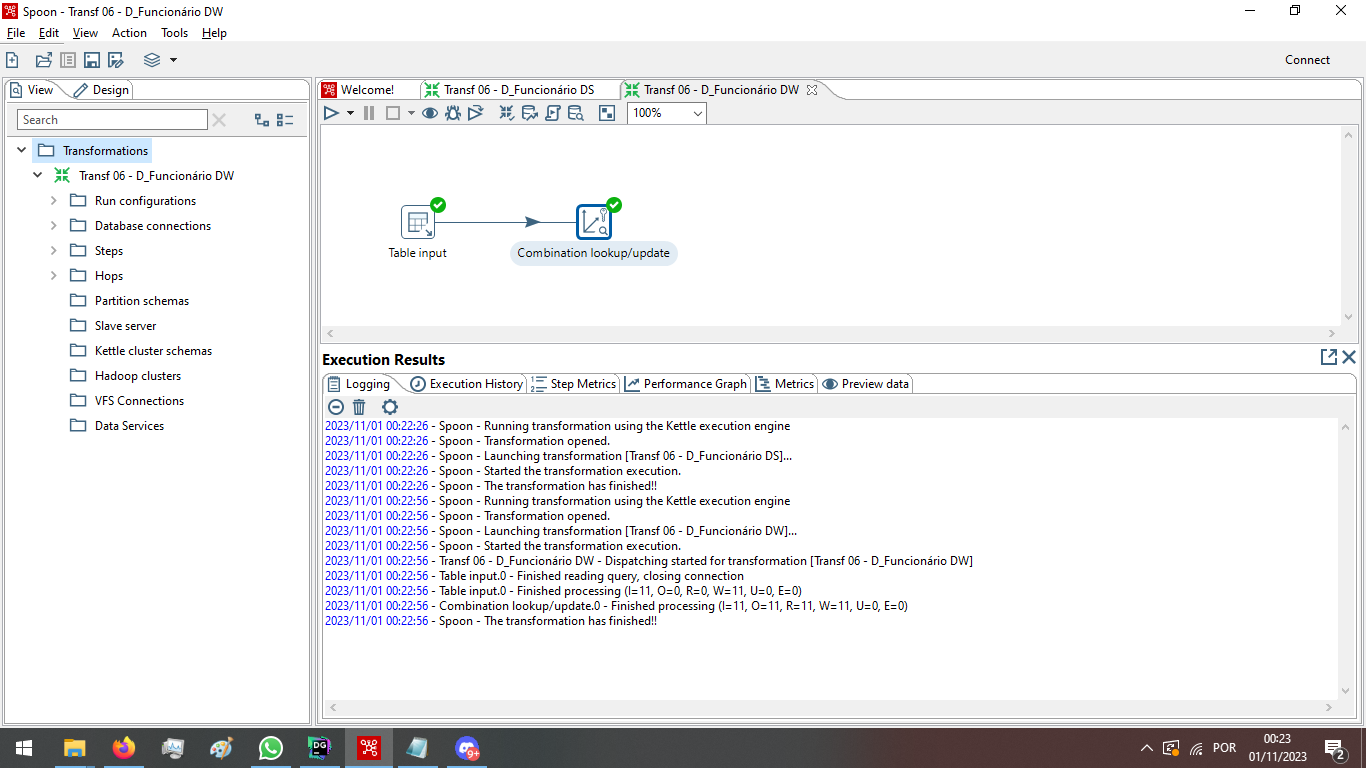 Spoon - Transf 06 - D_Funcionário DW
File Edit View Action Tools Help
Connect
View Design
Search
Transformations
Transf 06 - D_Funcionário DW
Run configurations
Database connections
Steps
Hops
Partition schemas
Slave server
Kettle cluster schemas
Hadoop clusters
VFS Connections
Data Services
Welcome! Transf 06 - D_Funcionário DS Transf 06 - D_Funcionário DW
100%
Table input Combination lookup/update
Execution Results
Logging Execution History Step Metrics Performance Graph Metrics Preview data
2023/11/01 00:22:26 - Spoon - Running transformation using the Kettle execution engine
2023/11/01 00:22:26 - Spoon - Transformation opened.
2023/11/01 00:22:26 - Spoon - Launching transformation [Transf 06 - D_Funcionário DS]...
2023/11/01 00:22:26 - Spoon - Started the transformation execution.
2023/11/01 00:22:26 - Spoon - The transformation has finished!!
2023/11/01 00:22:56 - Spoon - Running transformation using the Kettle execution engine
2023/11/01 00:22:56 - Spoon - Transformation opened.
2023/11/01 00:22:56 - Spoon - Launching transformation [Transf 06 - D_Funcionário DW]...
2023/11/01 00:22:56 - Spoon - Started the transformation execution.
2023/11/01 00:22:56 - Transf 06 - D_Funcionário DW - Dispatching started for transformation [Transf 06 - D_Funcionário DW]
2023/11/01 00:22:56 - Table input.0 - Finished reading query, closing connection
2023/11/01 00:22:56 - Table input.0 - Finished processing (I=11, O=0, R=0, W=11, U=0, E=0)
2023/11/01 00:22:56 - Combination lookup/update.0 - Finished processing (I=11, O=11, R=11, W=11, U=0, E=0)
2023/11/01 00:22:56 - Spoon - The transformation has finished!!
DG
9+
POR
00:23
01/11/2023
2